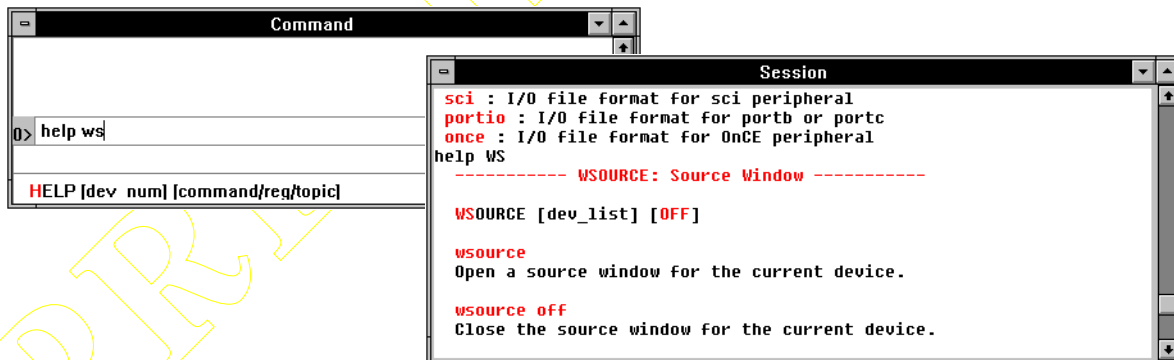 Command
0> help ws
HELP [dev_num] [command/reg/topic]
Session
sci : I/O file format for sci peripheral
portio : I/O file format for portb or portc
once : I/O file format for OnCE peripheral
help WS
----------- WSOURCE: Source Window -----------
WSOURCE [dev_list] [OFF]
wsource
Open a source window for the current device.
wsource off
Close the source window for the current device.